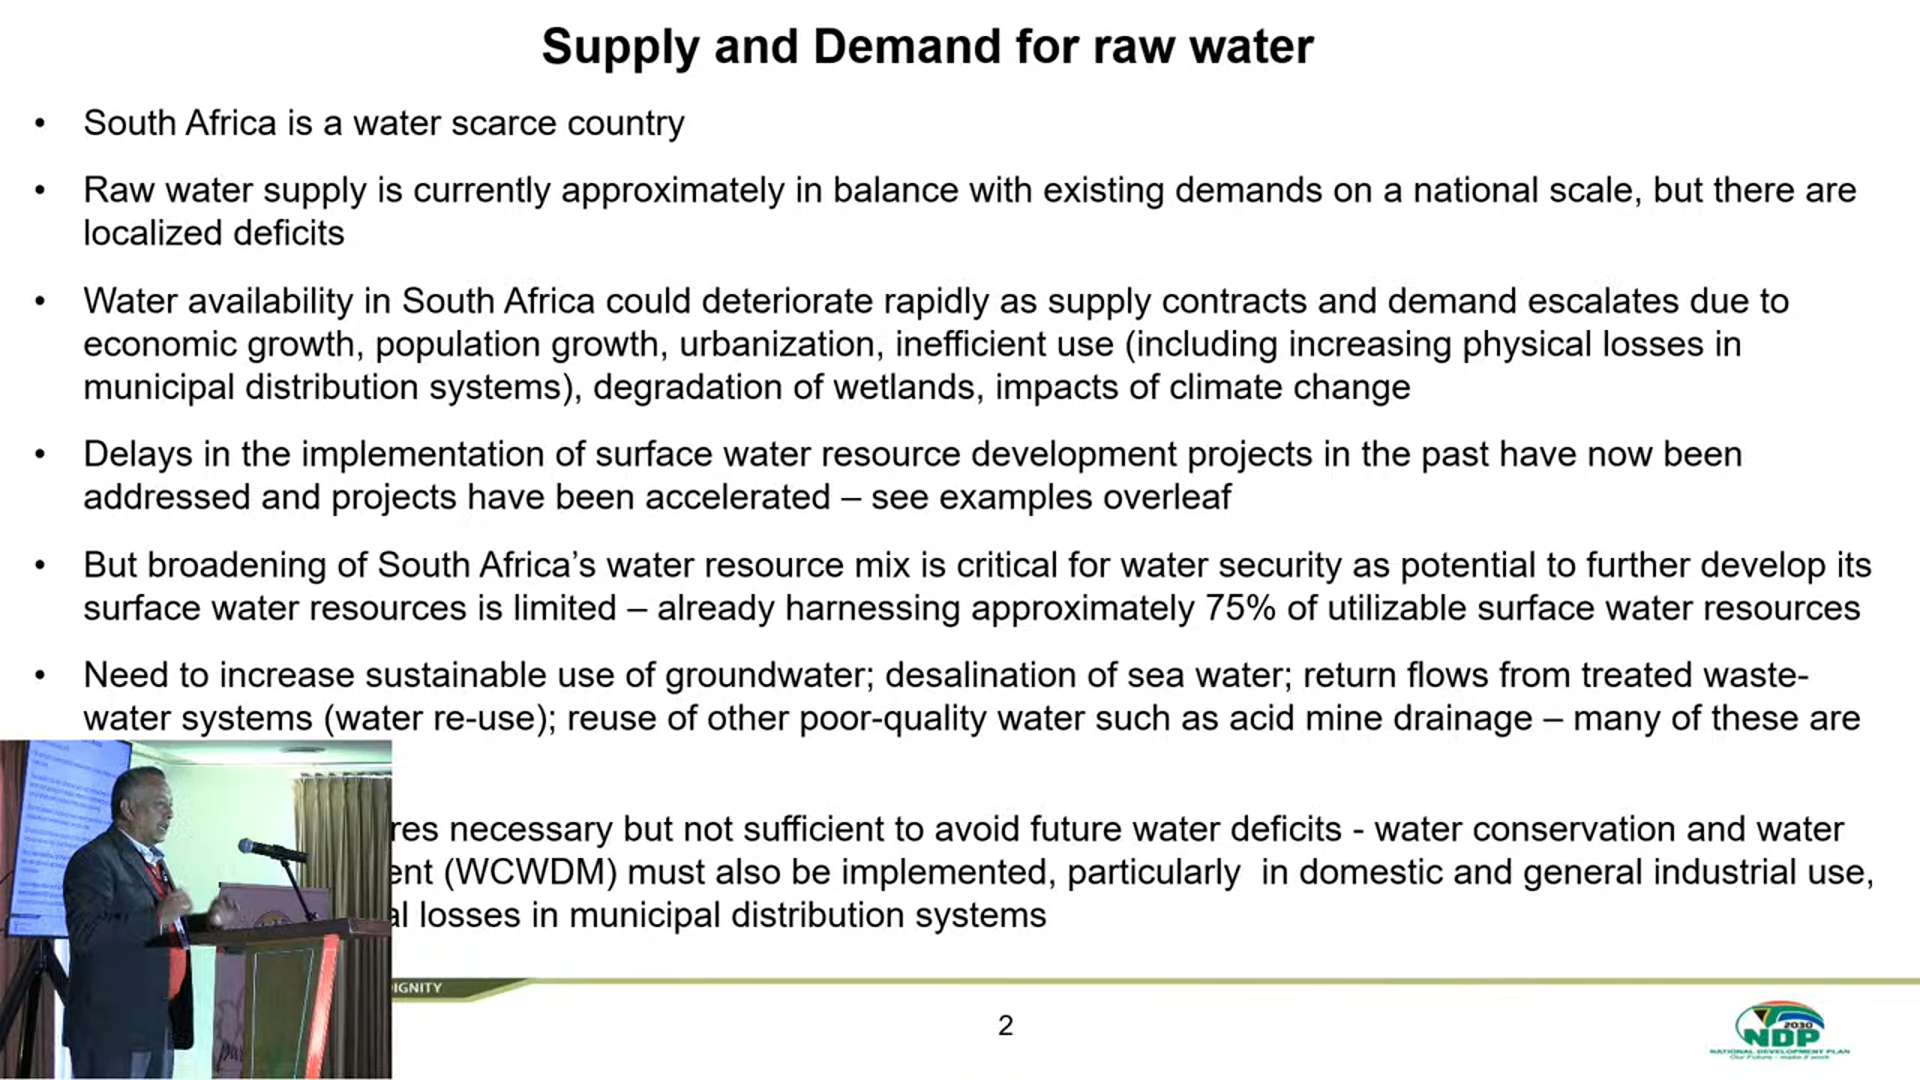 Supply and Demand for raw water
• South Africa is a water scarce country
• Raw water supply is currently approximately in balance with existing demands on a national scale, but there are
localized deficits
• Water availability in South Africa could deteriorate rapidly as supply contracts and demand escalates due to
economic growth, population growth, urbanization, inefficient use (including increasing physical losses in
municipal distribution systems), degradation of wetlands, impacts of climate change
• Delays in the implementation of surface water resource development projects in the past have now been
addressed and projects have been accelerated – see examples overleaf
• But broadening of South Africa’s water resource mix is critical for water security as potential to further develop its
surface water resources is limited – already harnessing approximately 75% of utilizable surface water resources
• Need to increase sustainable use of groundwater; desalination of sea water; return flows from treated waste-
water systems (water re-use); reuse of other poor-quality water such as acid mine drainage – many of these are
res necessary but not sufficient to avoid future water deficits - water conservation and water
ent (WCWDM) must also be implemented, particularly  in domestic and general industrial use,
al losses in municipal distribution systems
IGNITY
2
2030
NDP
NATIONAL DEVELOPMENT PLAN
Our Future - make it work